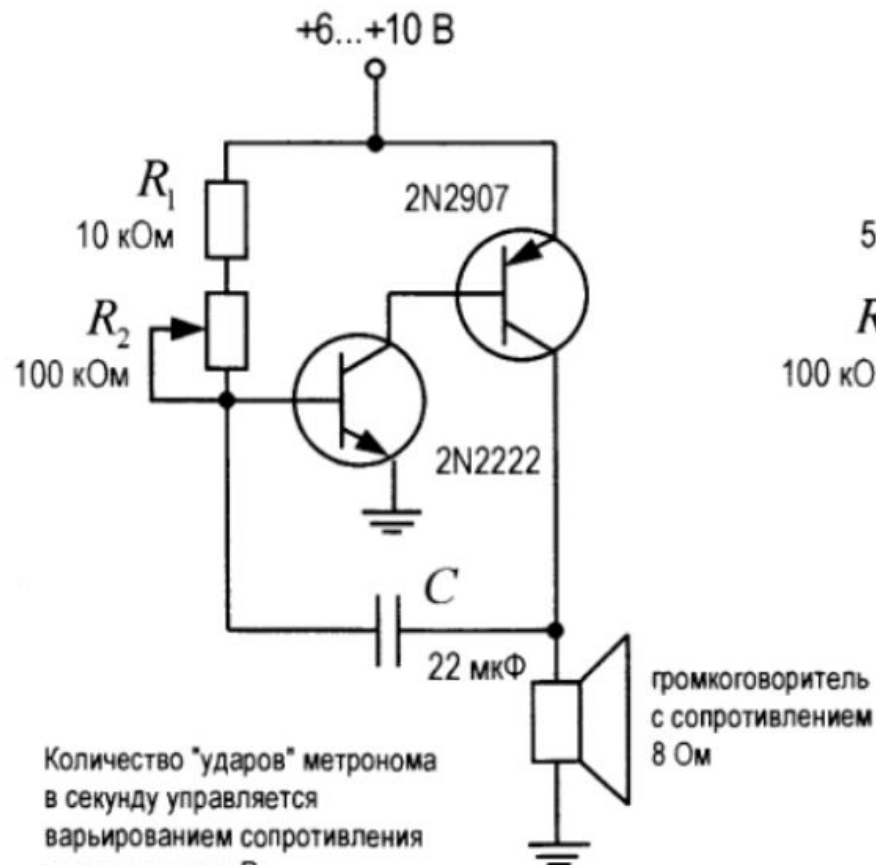 +6...+10 В
R₁
10 кОм
2N2907
R₂
100 кОм
2N2222
C
22 мкФ
громкоговоритель
с сопротивлением
8 Ом
Количество "ударов" метронома
в секунду управляется
варьированием сопротивления
5
R
100 кО